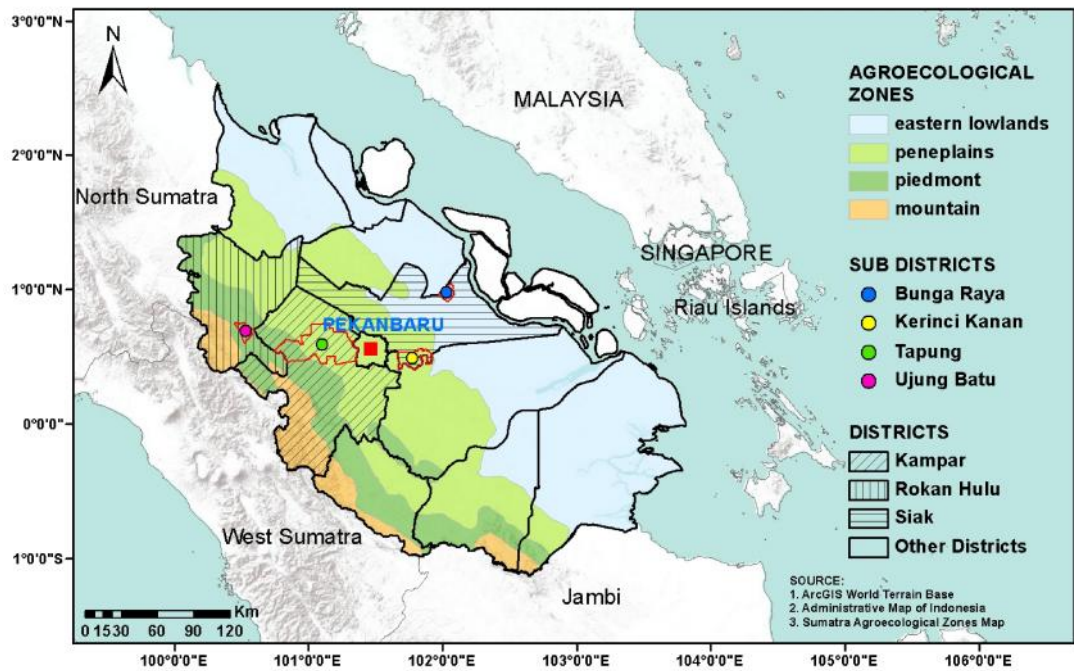 3°0'0"N
2°0'0"N
1°0'0"N
0°0'0"
1°0'0"S
N
MALAYSIA
North Sumatra
SINGAPORE
Riau Islands
PEKANBARU
West Sumatra
Jambi
Km
0 15 30 60 90 120
100°0'0"E 101°0'0"E 102°0'0"E 103°0'0"E 104°0'0"E 105°0'0"E 106°0'0"E
AGROECOLOGICAL
ZONES
eastern lowlands
peneplains
piedmont
mountain
SUB DISTRICTS
Bunga Raya
Kerinci Kanan
Tapung
Ujung Batu
DISTRICTS
Kampar
Rokan Hulu
Siak
Other Districts
SOURCE:
1. ArcGIS World Terrain Base
2. Administrative Map of Indonesia
3. Sumatra Agroecological Zones Map